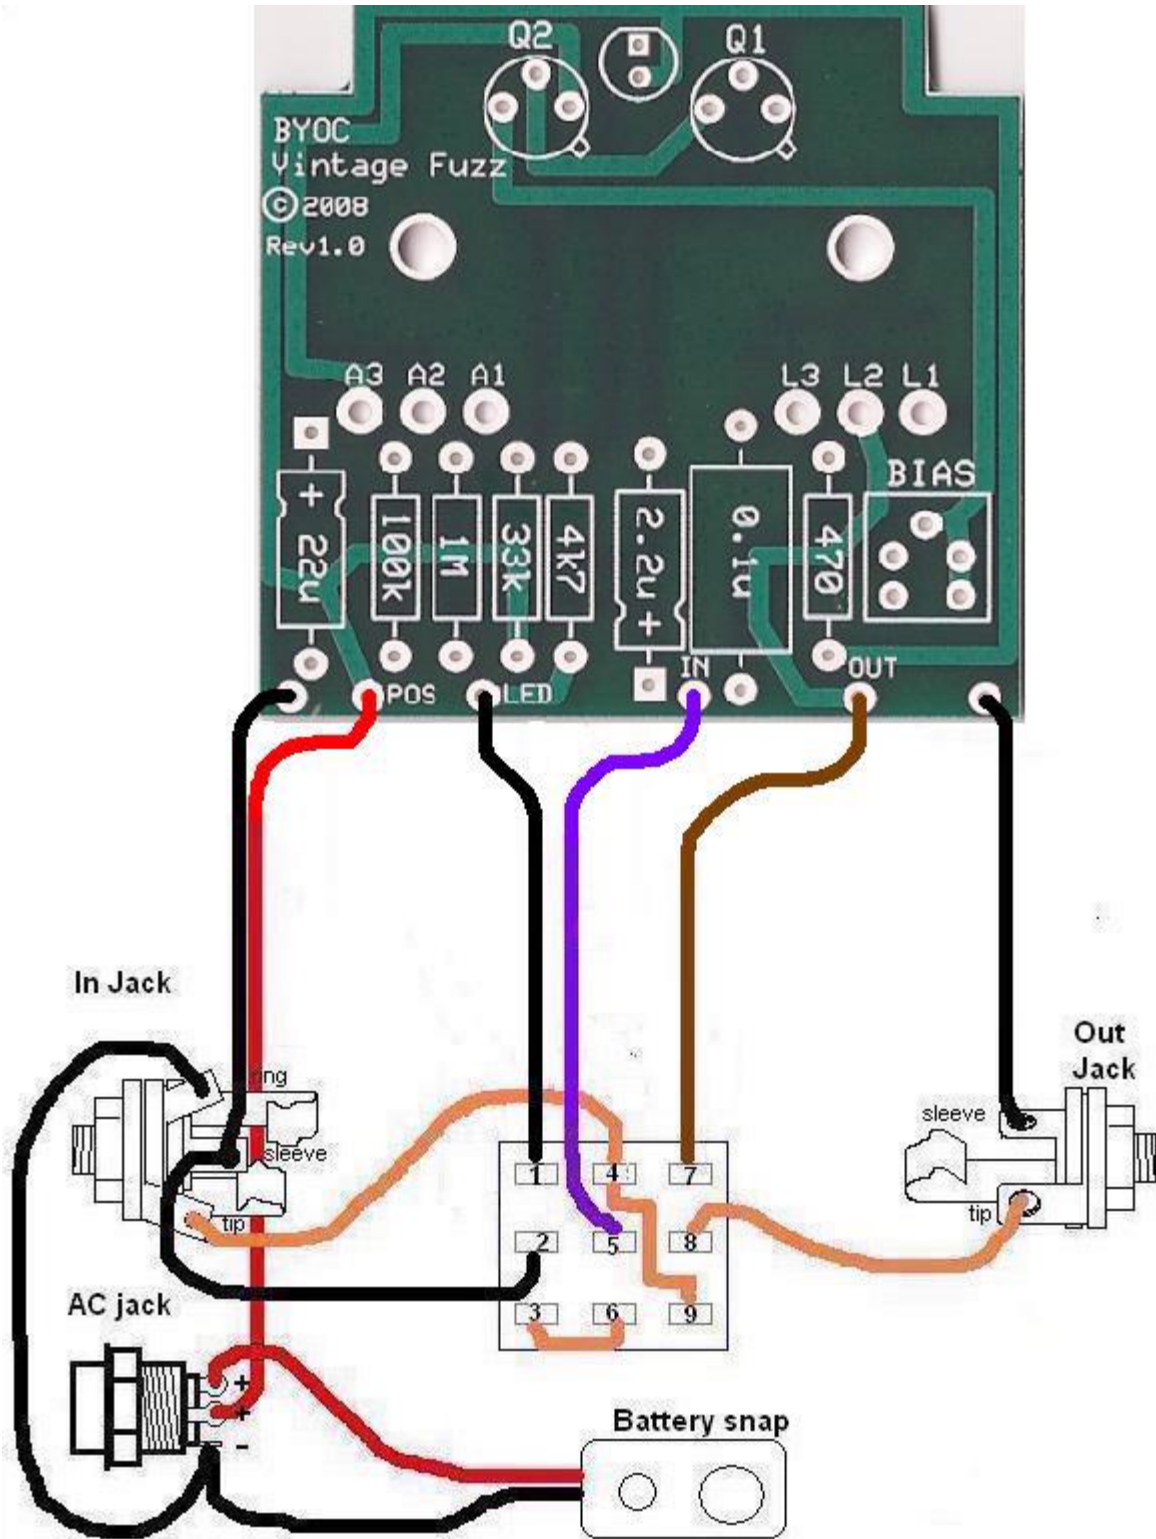 Q2
Q1
BYOC
Vintage Fuzz
©2008
Rev1.0
A3 A2 A1
L3 L2 L1
BIAS
+ 22u
100k
1M
33k
4k7
2.2u +
0.1u
470
POS
LED
IN
OUT
In Jack
Out
Jack
ring
sleeve
tip
sleeve
tip
1 4 7
2 5 8
3 6 9
AC jack
+
+
-
Battery snap